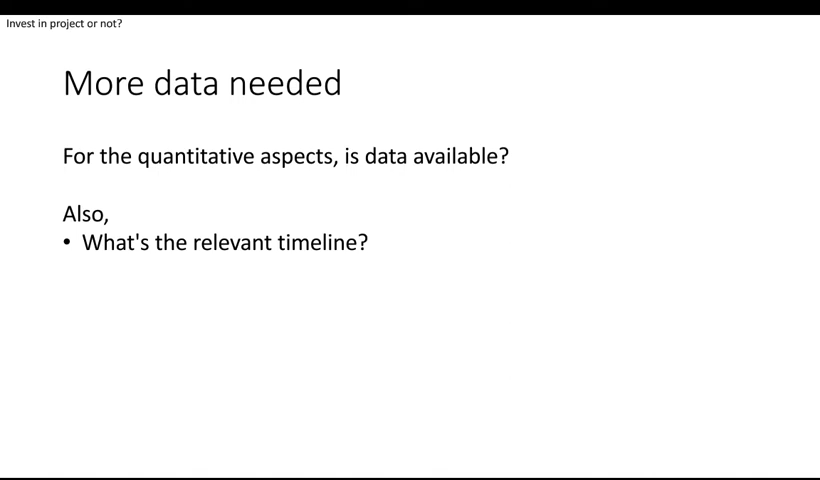 Invest in project or not?
More data needed
For the quantitative aspects, is data available?
Also,
• What's the relevant timeline?